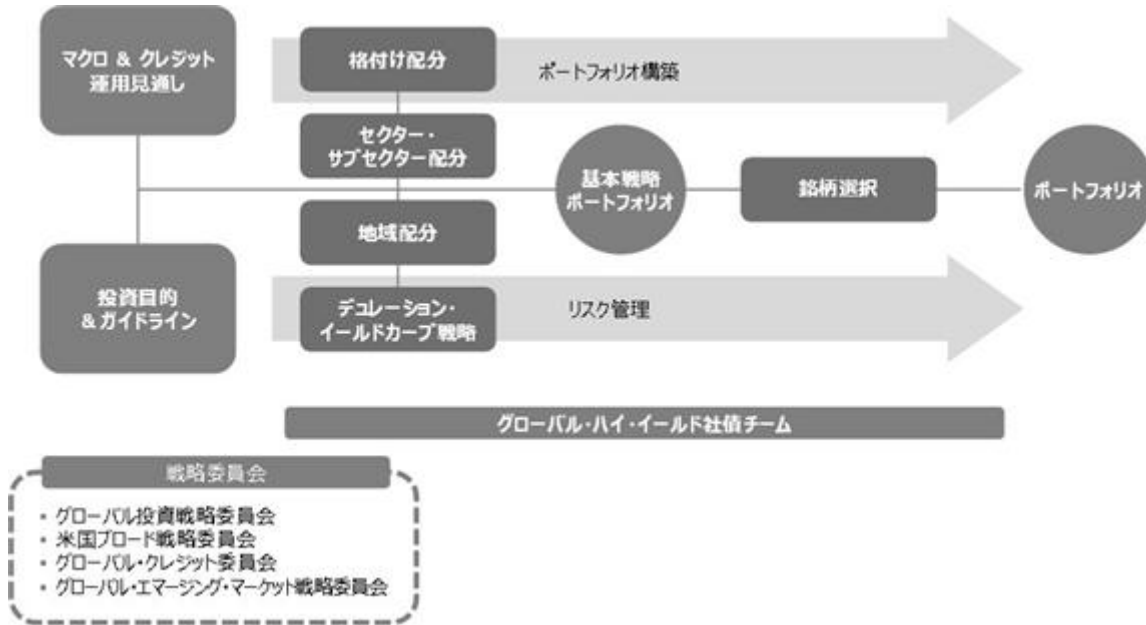 マクロ & クレジット
運用見通し
格付け配分
ポートフォリオ構築
セクター・
サブセクター配分
基本戦略
ポートフォリオ
銘柄選択
ポートフォリオ
地域配分
投資目的
&ガイドライン
デュレーション・
イールドカーブ戦略
リスク管理
グローバル・ハイ・イールド社債チーム
戦略委員会
▪ グローバル投資戦略委員会
▪ 米国ブロード戦略委員会
▪ グローバル・クレジット委員会
▪ グローバル・エマージング・マーケット戦略委員会